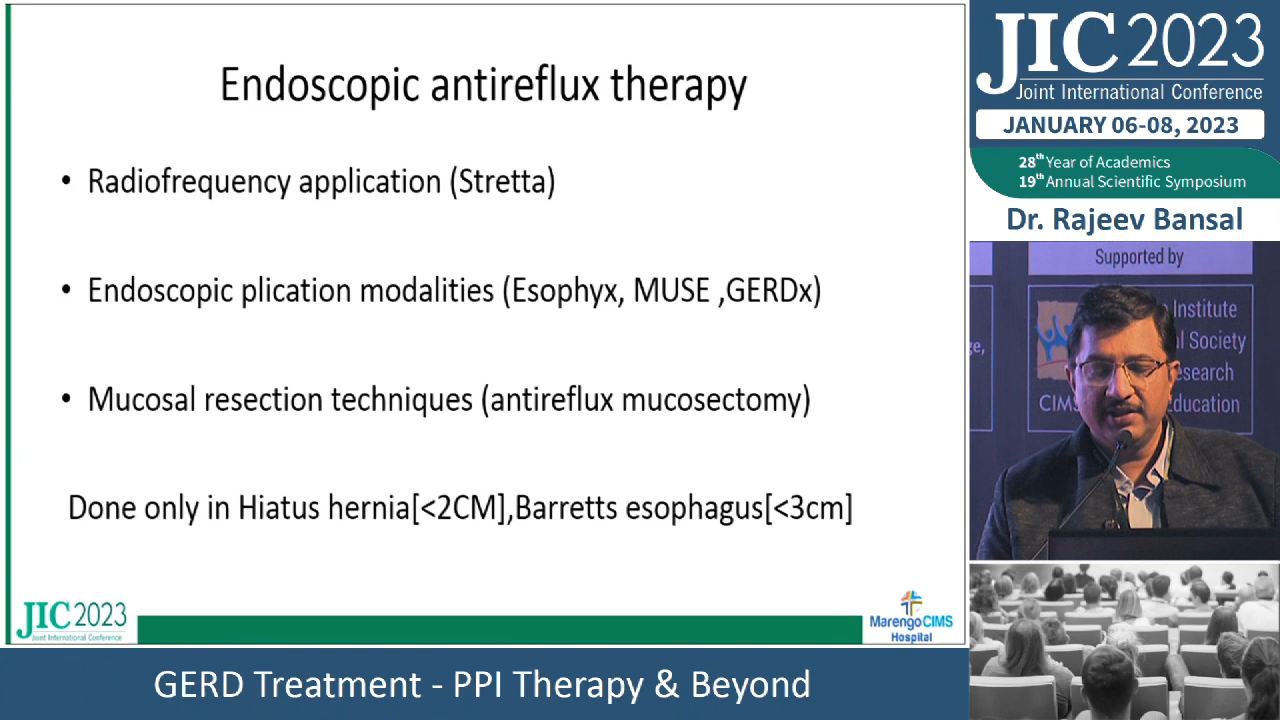 Endoscopic antireflux therapy
• Radiofrequency application (Stretta)
• Endoscopic plication modalities (Esophyx, MUSE ,GERDx)
• Mucosal resection techniques (antireflux mucosectomy)
Done only in Hiatus hernia[<2CM],Barretts esophagus[<3cm]
JIC 2023
Joint International Conference
MarengoCIMS
Hospital
GERD Treatment - PPI Therapy & Beyond
JIC 2023
Joint International Conference
JANUARY 06-08, 2023
28th Year of Academics
19th Annual Scientific Symposium
Dr. Rajeev Bansal
Supported by
Institute
Society
CIMS